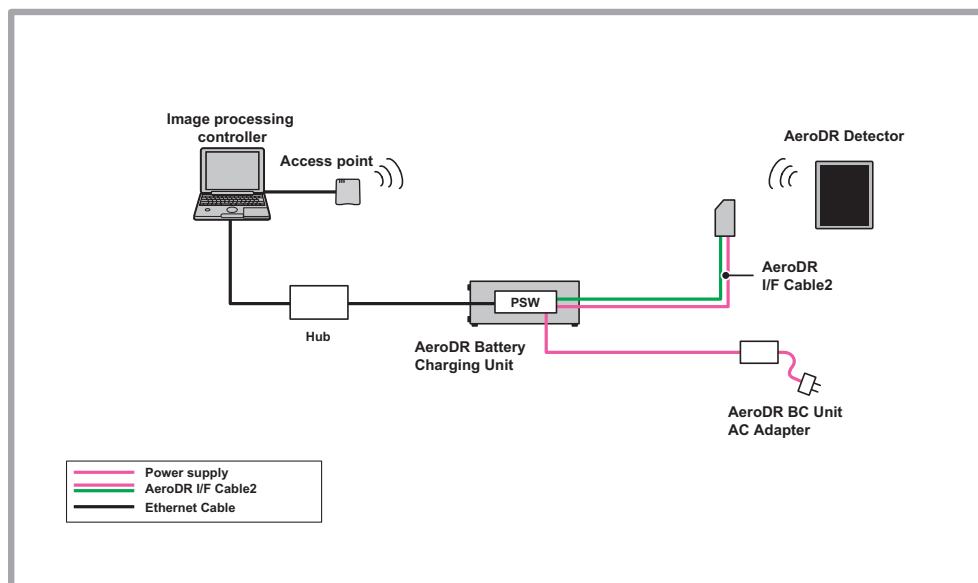 Image processing
controller
Access point
AeroDR Detector
AeroDR
I/F Cable2
PSW
Hub
AeroDR Battery
Charging Unit
AeroDR BC Unit
AC Adapter
Power supply
AeroDR I/F Cable2
Ethernet Cable